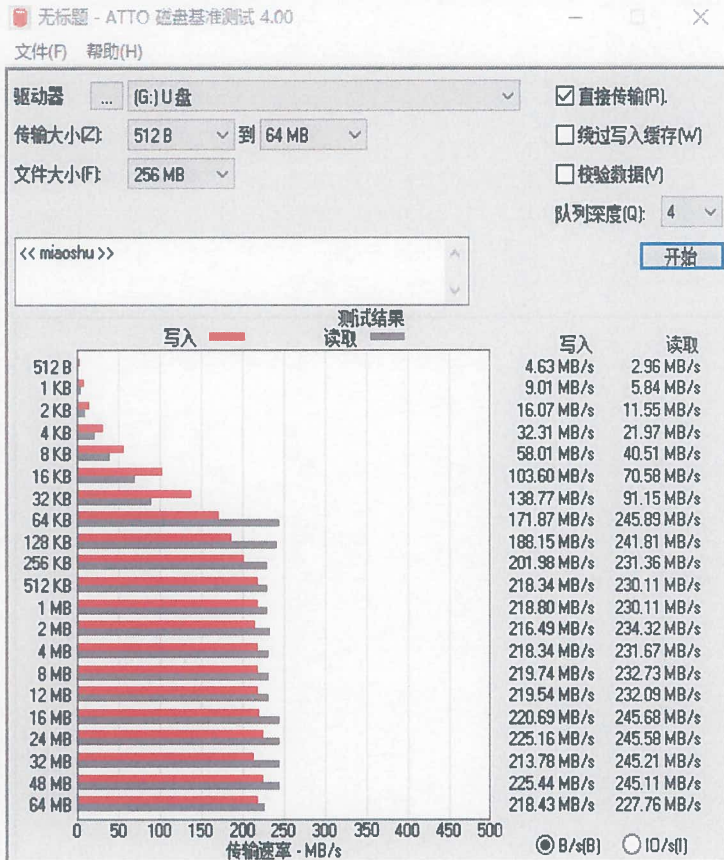 无标题 - ATTO 磁盘基准测试 4.00
文件(F) 帮助(H)
驱动器 ... (G:) U 盘
直接传输(R).
传输大小(Z): 512 B 到 64 MB
绕过写入缓存(W)
文件大小(F): 256 MB
校验数据(V)
队列深度(Q): 4
<< miaoshu >>
开始
测试结果
写入 读取
写入 读取
512 B 4.63 MB/s 2.96 MB/s
1 KB 9.01 MB/s 5.84 MB/s
2 KB 16.07 MB/s 11.55 MB/s
4 KB 32.31 MB/s 21.97 MB/s
8 KB 58.01 MB/s 40.51 MB/s
16 KB 103.60 MB/s 70.58 MB/s
32 KB 138.77 MB/s 91.15 MB/s
64 KB 171.87 MB/s 245.89 MB/s
128 KB 188.15 MB/s 241.81 MB/s
256 KB 201.98 MB/s 231.36 MB/s
512 KB 218.34 MB/s 230.11 MB/s
1 MB 218.80 MB/s 230.11 MB/s
2 MB 216.49 MB/s 234.32 MB/s
4 MB 218.34 MB/s 231.67 MB/s
8 MB 219.74 MB/s 232.73 MB/s
12 MB 219.54 MB/s 232.09 MB/s
16 MB 220.69 MB/s 245.68 MB/s
24 MB 225.16 MB/s 245.58 MB/s
32 MB 213.78 MB/s 245.21 MB/s
48 MB 225.44 MB/s 245.11 MB/s
64 MB 218.43 MB/s 227.76 MB/s
0 50 100 150 200 250 300 350 400 450 500
传输速率 - MB/s
B/s(B) IO/s(I)